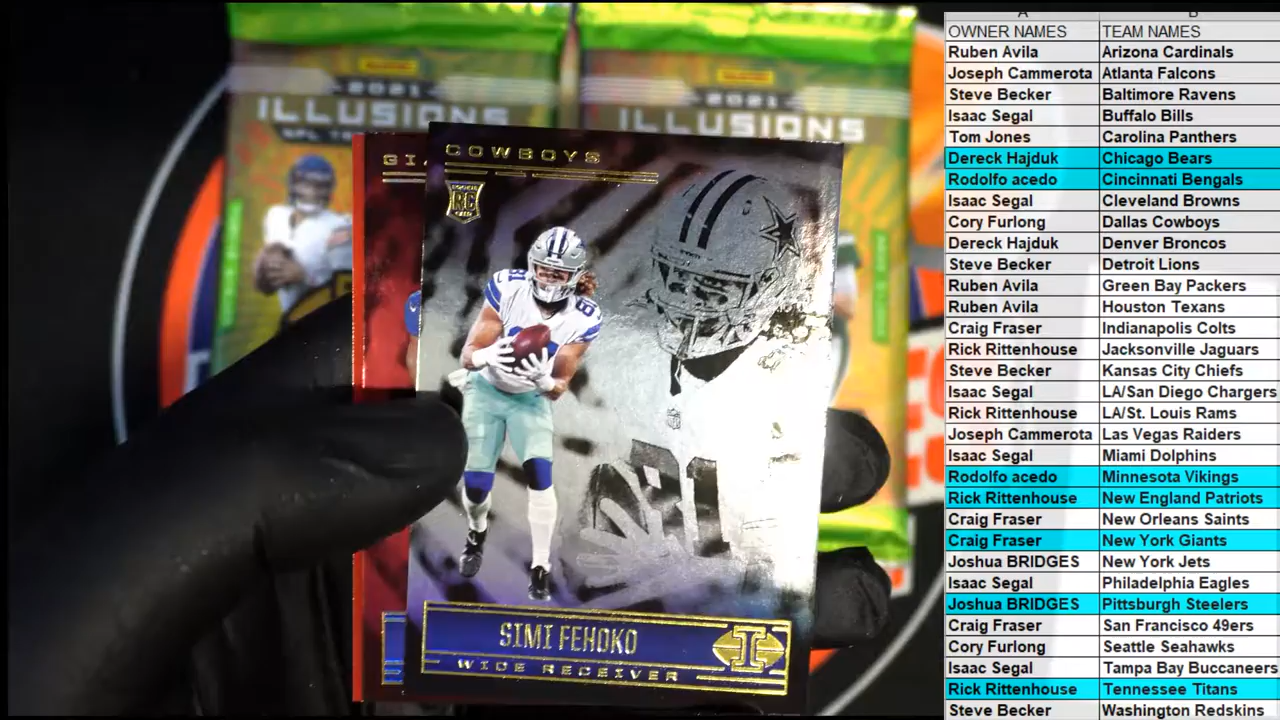 2021
ILLUSIONS
2021
ILLUSIONS
GI
COWBOYS
RC
81
81
SIMI FEHOKO
WIDE RECEIVER
I
A B
OWNER NAMES TEAM NAMES
Ruben Avila Arizona Cardinals
Joseph Cammerota Atlanta Falcons
Steve Becker Baltimore Ravens
Isaac Segal Buffalo Bills
Tom Jones Carolina Panthers
Dereck Hajduk Chicago Bears
Rodolfo acedo Cincinnati Bengals
Isaac Segal Cleveland Browns
Cory Furlong Dallas Cowboys
Dereck Hajduk Denver Broncos
Steve Becker Detroit Lions
Ruben Avila Green Bay Packers
Ruben Avila Houston Texans
Craig Fraser Indianapolis Colts
Rick Rittenhouse Jacksonville Jaguars
Steve Becker Kansas City Chiefs
Isaac Segal LA/San Diego Chargers
Rick Rittenhouse LA/St. Louis Rams
Joseph Cammerota Las Vegas Raiders
Isaac Segal Miami Dolphins
Rodolfo acedo Minnesota Vikings
Rick Rittenhouse New England Patriots
Craig Fraser New Orleans Saints
Craig Fraser New York Giants
Joshua BRIDGES New York Jets
Isaac Segal Philadelphia Eagles
Joshua BRIDGES Pittsburgh Steelers
Craig Fraser San Francisco 49ers
Cory Furlong Seattle Seahawks
Isaac Segal Tampa Bay Buccaneers
Rick Rittenhouse Tennessee Titans
Steve Becker Washington Redskins